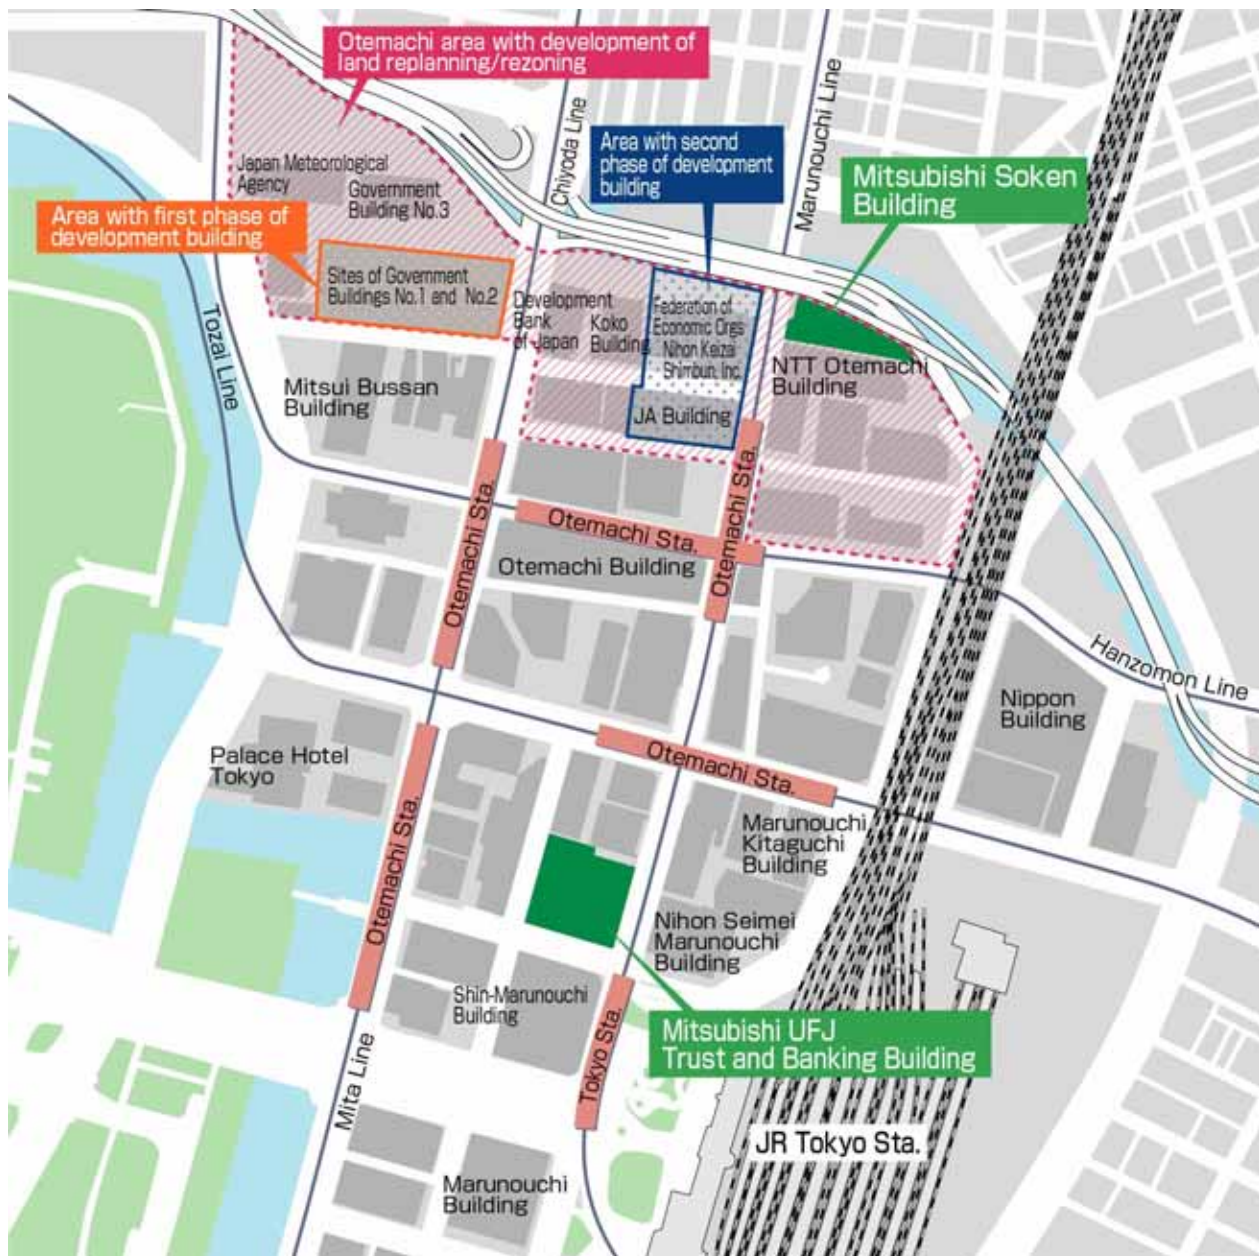 Otemachi area with development of
land replanning/rezoning
Chiyoda Line
Marunouchi Line
Area with second
phase of development
building
Mitsubishi Soken
Building
Japan Meteorological
Agency
Government
Building No.3
Area with first phase of
development building
Sites of Government
Buildings No.1 and No.2
Development
Bank
of Japan
Koko
Building
Federation of
Economic Orgs
Nihon Keizai
Shimbun, Inc.
JA Building
NTT Otemachi
Building
Tozai Line
Mitsui Bussan
Building
Otemachi Sta.
Otemachi Sta.
Otemachi Sta.
Otemachi Building
Hanzomon Line
Nippon
Building
Palace Hotel
Tokyo
Otemachi Sta.
Otemachi Sta.
Marunouchi
Kitaguchi
Building
Nihon Seimei
Marunouchi
Building
Shin-Marunouchi
Building
Mitsubishi UFJ
Trust and Banking Building
Tokyo Sta.
Mita Line
JR Tokyo Sta.
Marunouchi
Building